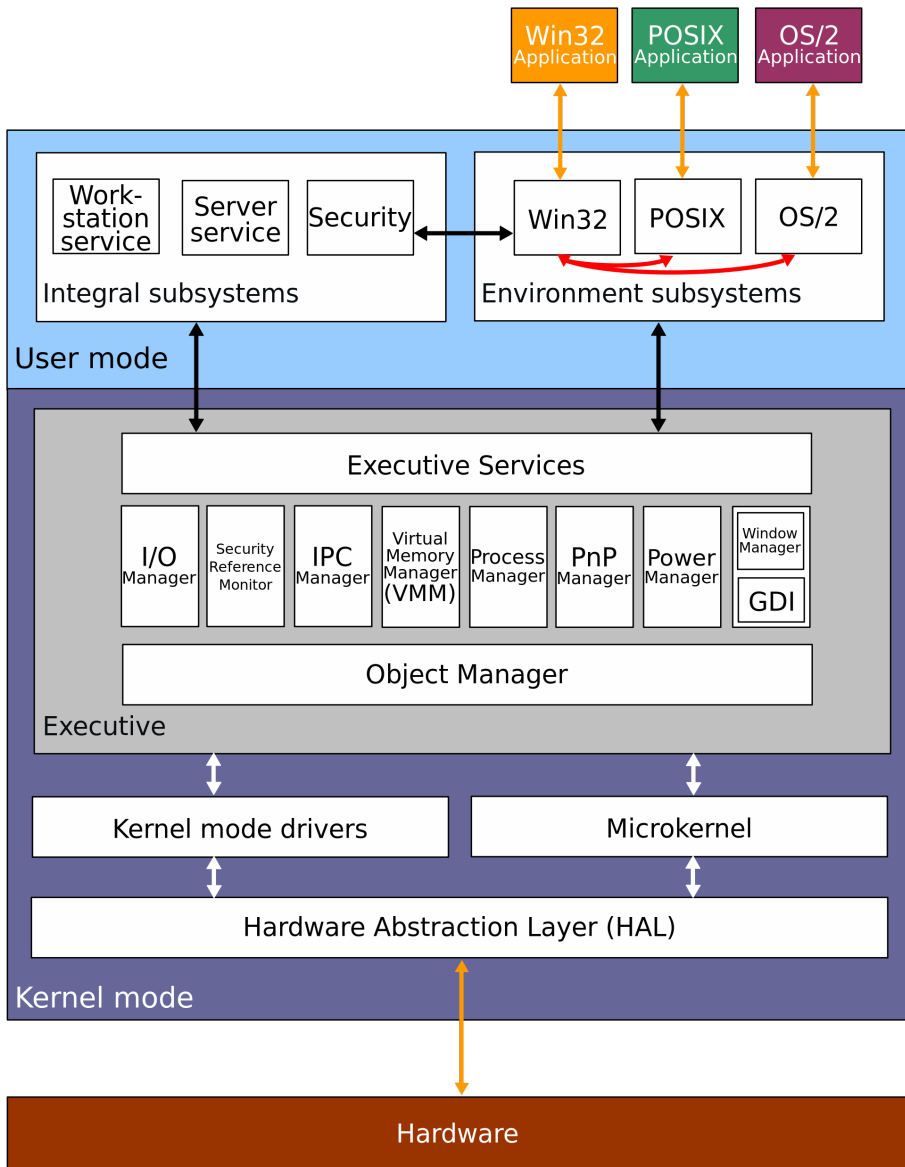 Win32
Application
POSIX
Application
OS/2
Application
Work-
station
service
Server
service
Security
Integral subsystems
Win32
POSIX
OS/2
Environment subsystems
User mode
Executive Services
I/O
Manager
Security
Reference
Monitor
IPC
Manager
Virtual
Memory
Manager
(VMM)
Process
Manager
PnP
Manager
Power
Manager
Window
Manager
GDI
Object Manager
Executive
Kernel mode drivers
Microkernel
Hardware Abstraction Layer (HAL)
Kernel mode
Hardware